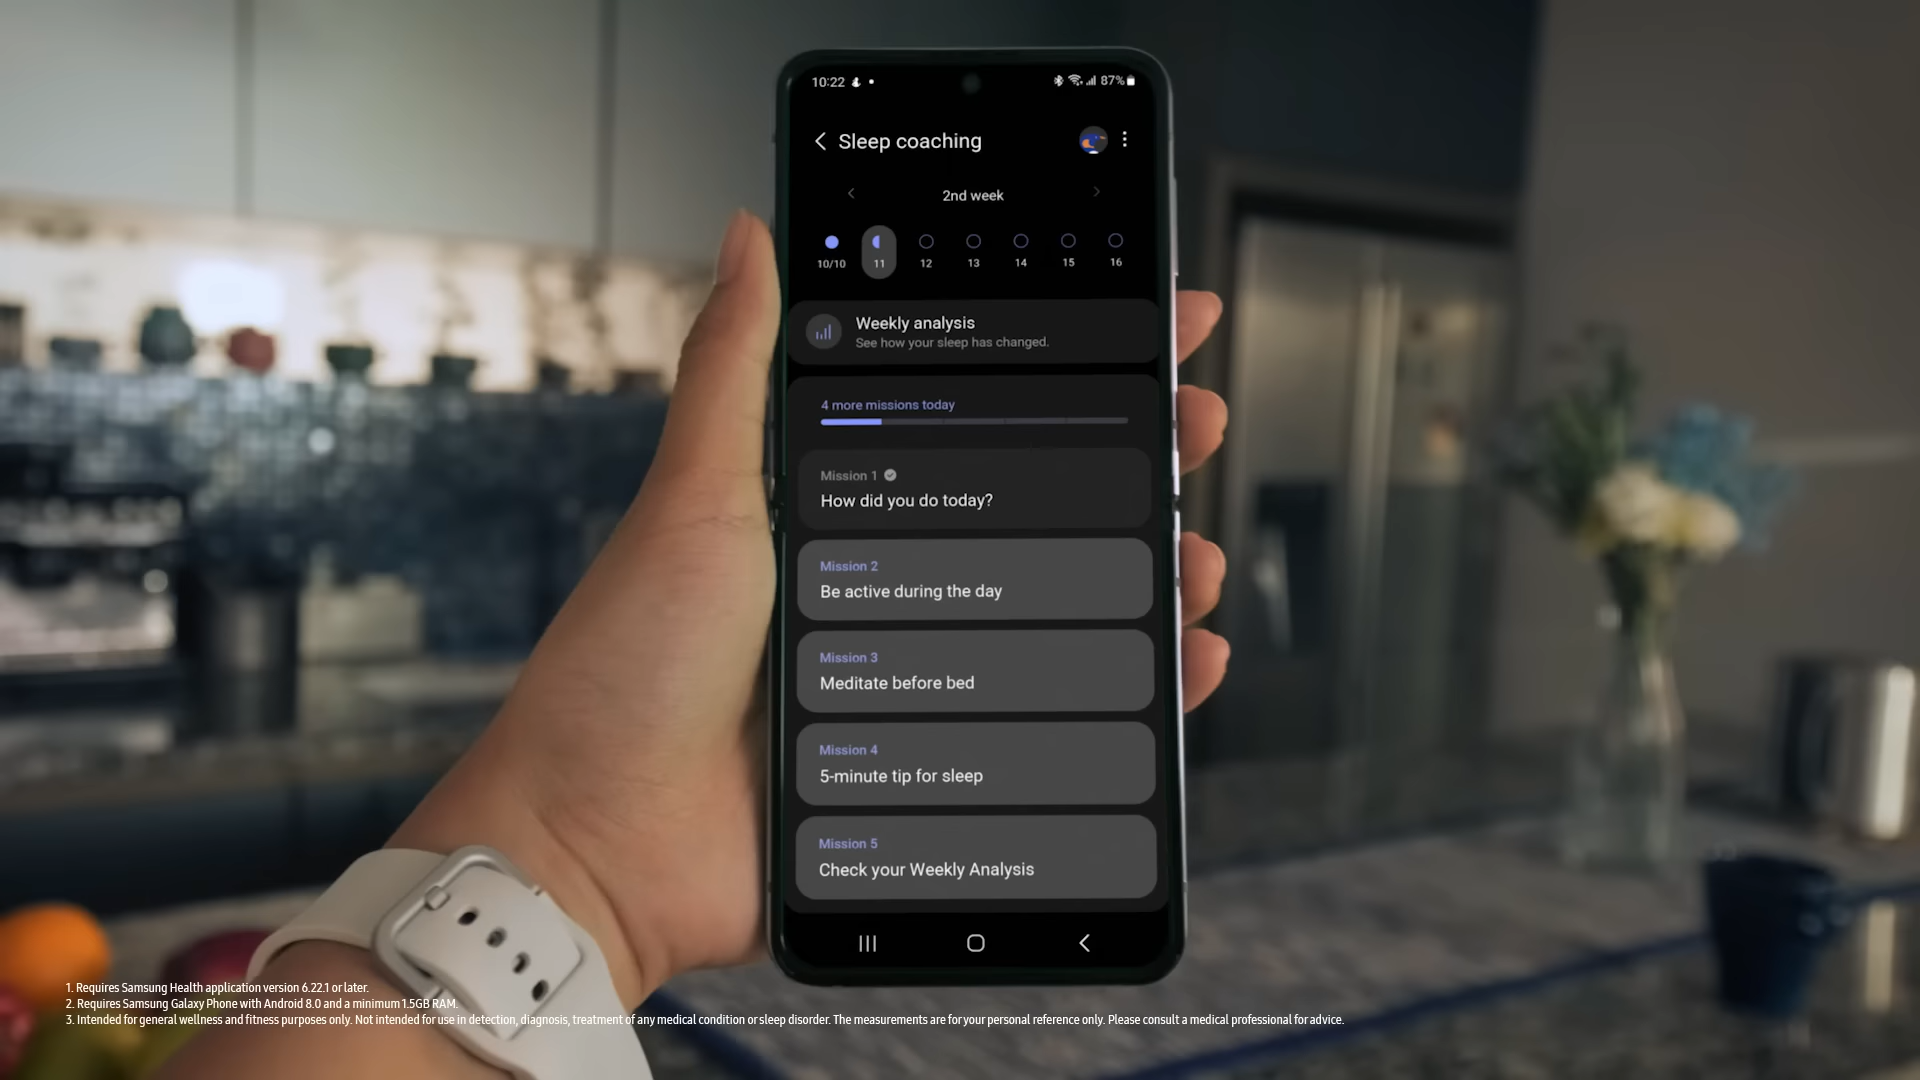 10:22 87%
Sleep coaching
2nd week
10/10 11 12 13 14 15 16
Weekly analysis
See how your sleep has changed.
4 more missions today
Mission 1
How did you do today?
Mission 2
Be active during the day
Mission 3
Meditate before bed
Mission 4
5-minute tip for sleep
Mission 5
Check your Weekly Analysis
1. Requires Samsung Health application version 6.22.1 or later.
2. Requires Samsung Galaxy Phone with Android 8.0 and a minimum 1.5GB RAM.
3. Intended for general wellness and fitness purposes only. Not intended for use in detection, diagnosis, treatment of any medical condition or sleep disorder. The measurements are for your personal reference only. Please consult a medical professional for advice.